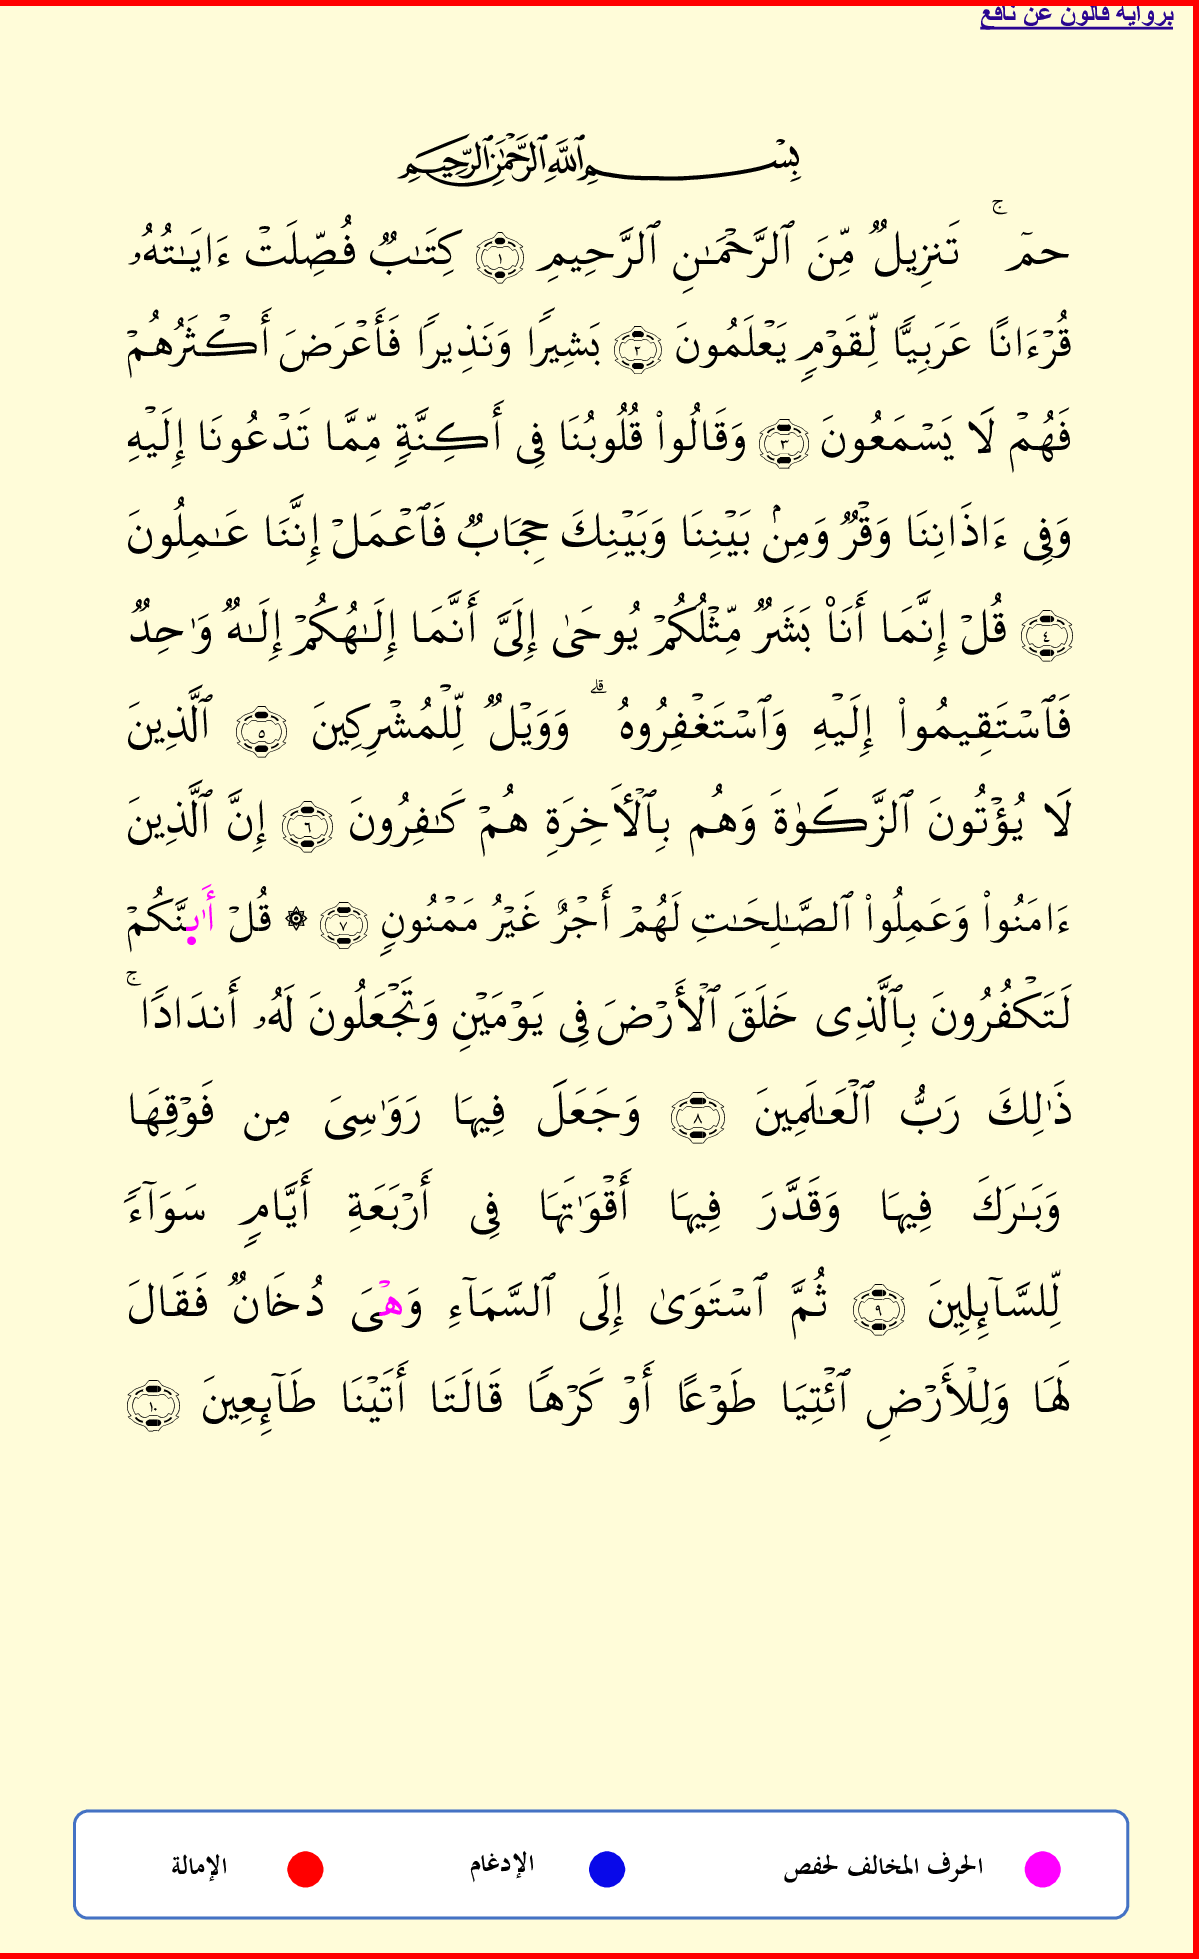 برواية قالون عن نافع
بِسْمِ ٱللَّهِ ٱلرَّحْمَٰنِ ٱلرَّحِيمِ
حمٓ ۚ تَنزِيلٌ مِّنَ ٱلرَّحْمَٰنِ ٱلرَّحِيمِ ١ كِتَٰبٌ فُصِّلَتْ ءَايَٰتُهُۥ
قُرْءَانًا عَرَبِيًّا لِّقَوْمٍ يَعْلَمُونَ ٢ بَشِيرًا وَنَذِيرًا فَأَعْرَضَ أَكْثَرُهُمْ
فَهُمْ لَا يَسْمَعُونَ ٣ وَقَالُوا۟ قُلُوبُنَا فِى أَكِنَّةٍ مِّمَّا تَدْعُونَا إِلَيْهِ
وَفِى ءَاذَانِنَا وَقْرٌ وَمِنۢ بَيْنِنَا وَبَيْنِكَ حِجَابٌ فَٱعْمَلْ إِنَّنَا عَٰمِلُونَ
٤ قُلْ إِنَّمَا أَنَا۠ بَشَرٌ مِّثْلُكُمْ يُوحَىٰ إِلَىَّ أَنَّمَا إِلَٰهُكُمْ إِلَٰهٌ وَٰحِدٌ
فَٱسْتَقِيمُوا۟ إِلَيْهِ وَٱسْتَغْفِرُوهُ ۗ وَوَيْلٌ لِّلْمُشْرِكِينَ ٥ ٱلَّذِينَ
لَا يُؤْتُونَ ٱلزَّكَوٰةَ وَهُم بِٱلْأَخِرَةِ هُمْ كَٰفِرُونَ ٦ إِنَّ ٱلَّذِينَ
ءَامَنُوا۟ وَعَمِلُوا۟ ٱلصَّٰلِحَٰتِ لَهُمْ أَجْرٌ غَيْرُ مَمْنُونٍ ٧ ۞ قُلْ أَٰى۪نَّكُمْ
لَتَكْفُرُونَ بِٱلَّذِى خَلَقَ ٱلْأَرْضَ فِى يَوْمَيْنِ وَتَجْعَلُونَ لَهُۥ أَندَادًا ۚ
ذَٰلِكَ رَبُّ ٱلْعَٰلَمِينَ ٨ وَجَعَلَ فِيهَا رَوَٰسِىَ مِن فَوْقِهَا
وَبَٰرَكَ فِيهَا وَقَدَّرَ فِيهَا أَقْوَٰتَهَا فِى أَرْبَعَةِ أَيَّامٍ سَوَآءً
لِّلسَّآئِلِينَ ٩ ثُمَّ ٱسْتَوَىٰ إِلَى ٱلسَّمَآءِ وَهْىَ دُخَانٌ فَقَالَ
لَهَا وَلِلْأَرْضِ ٱئْتِيَا طَوْعًا أَوْ كَرْهًا قَالَتَا أَتَيْنَا طَآئِعِينَ ١٠
الحرف المخالف لحفص الإدغام الإمالة